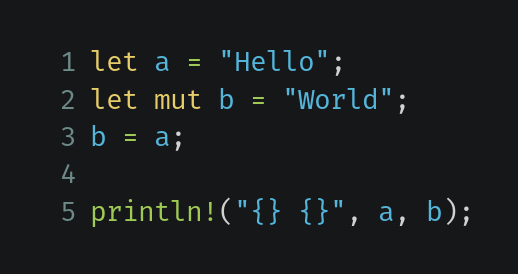 1 let a = "Hello";
2 let mut b = "World";
3 b = a;
4
5 println!("{} {}", a, b);